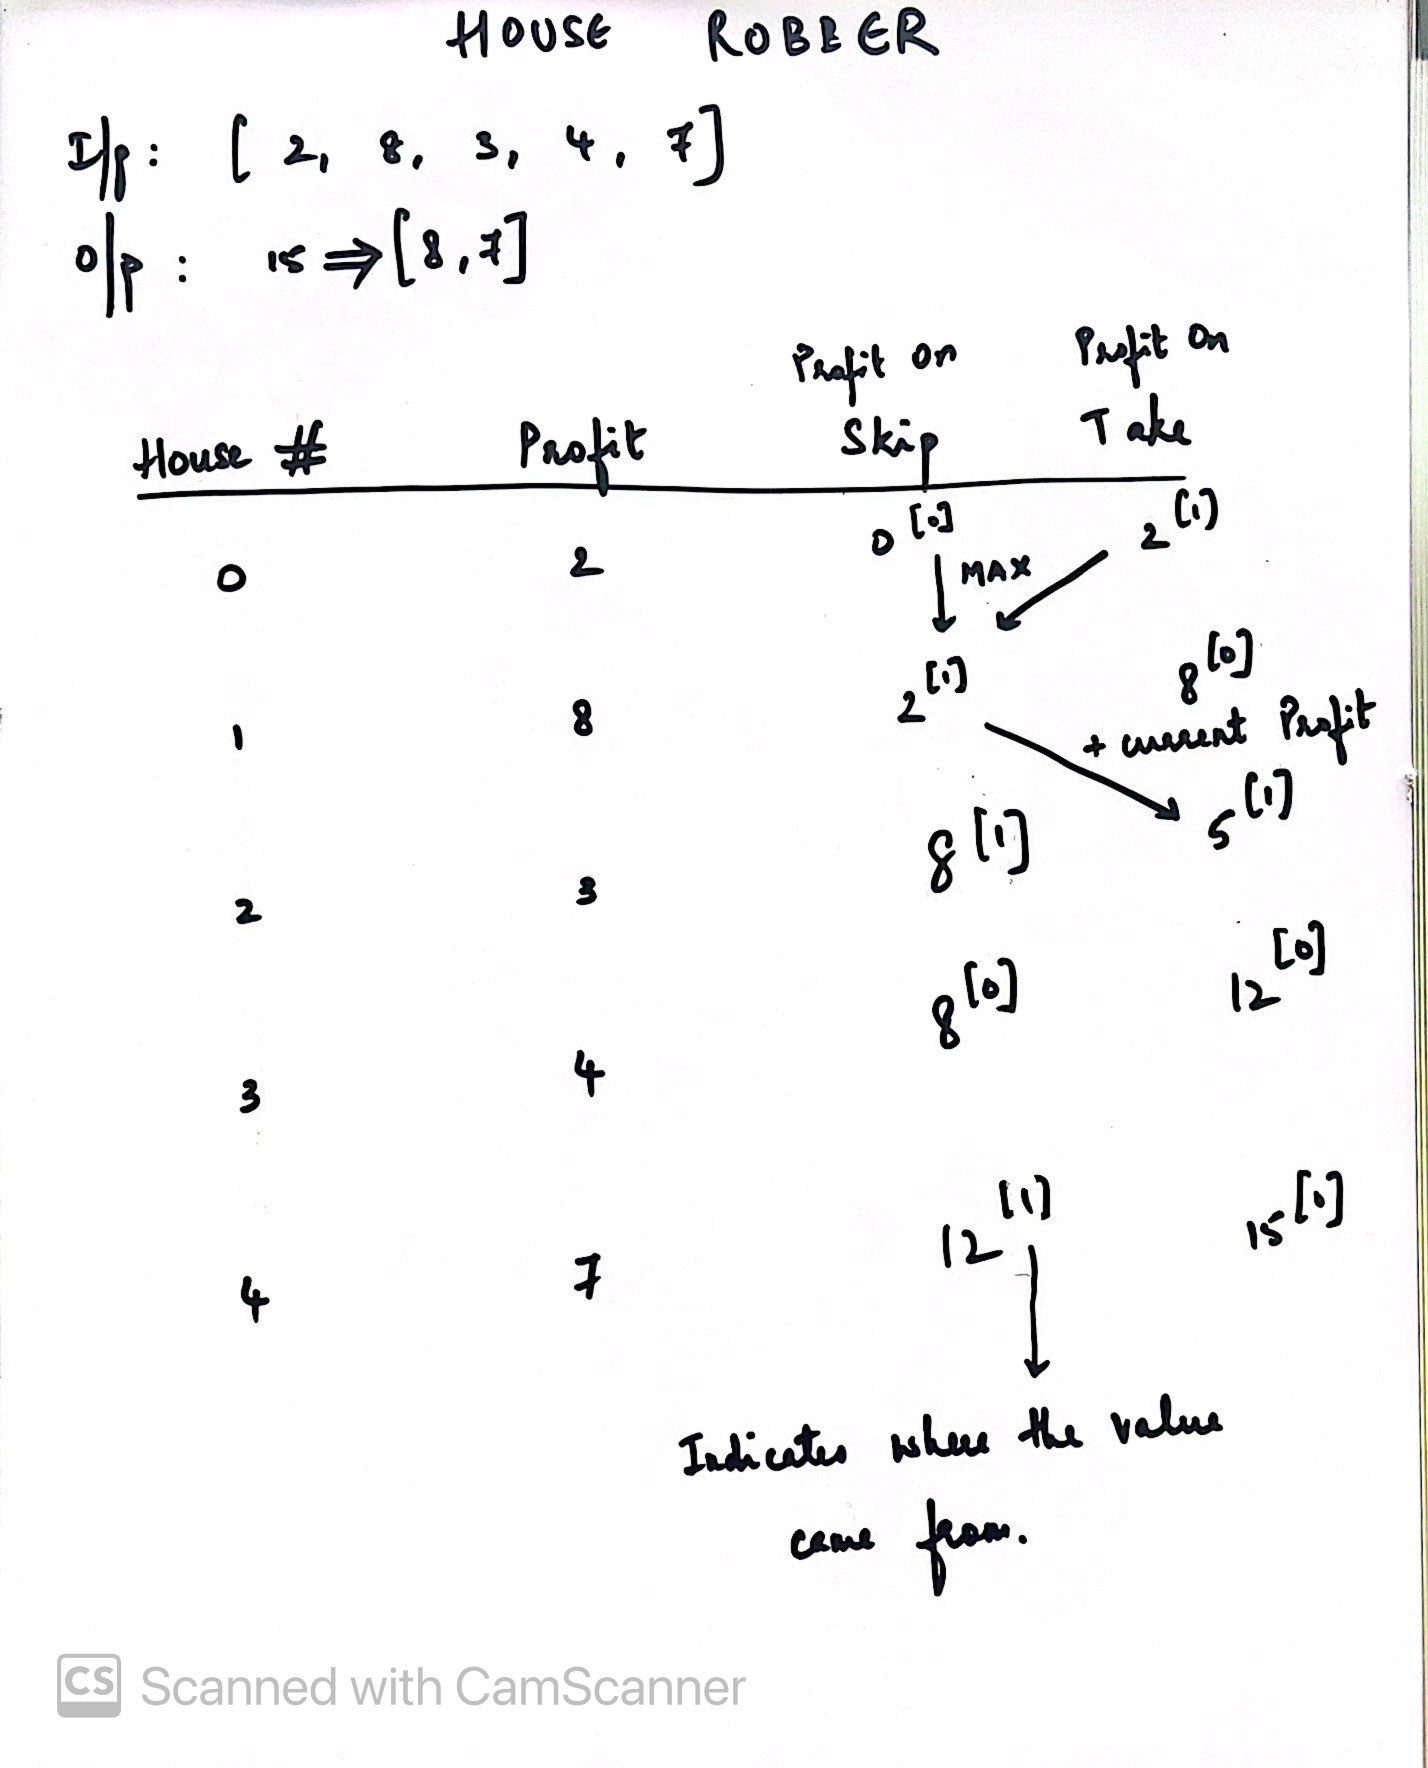 HOUSE ROBBER
I/p: [ 2, 8, 3, 4, 7]
O/p: 15 ⇒ [8,7]
House # Profit Profit on Skip Profit on Take
0 2 0 [0] 2 [1]
MAX
1 8 2 [1] 8 [0]
+ current Profit
2 3 8 [1] 5 [1]
3 4 8 [0] 12 [0]
4 7 12 [1] 15 [0]
Indicates where the value
came from.
CS Scanned with CamScanner